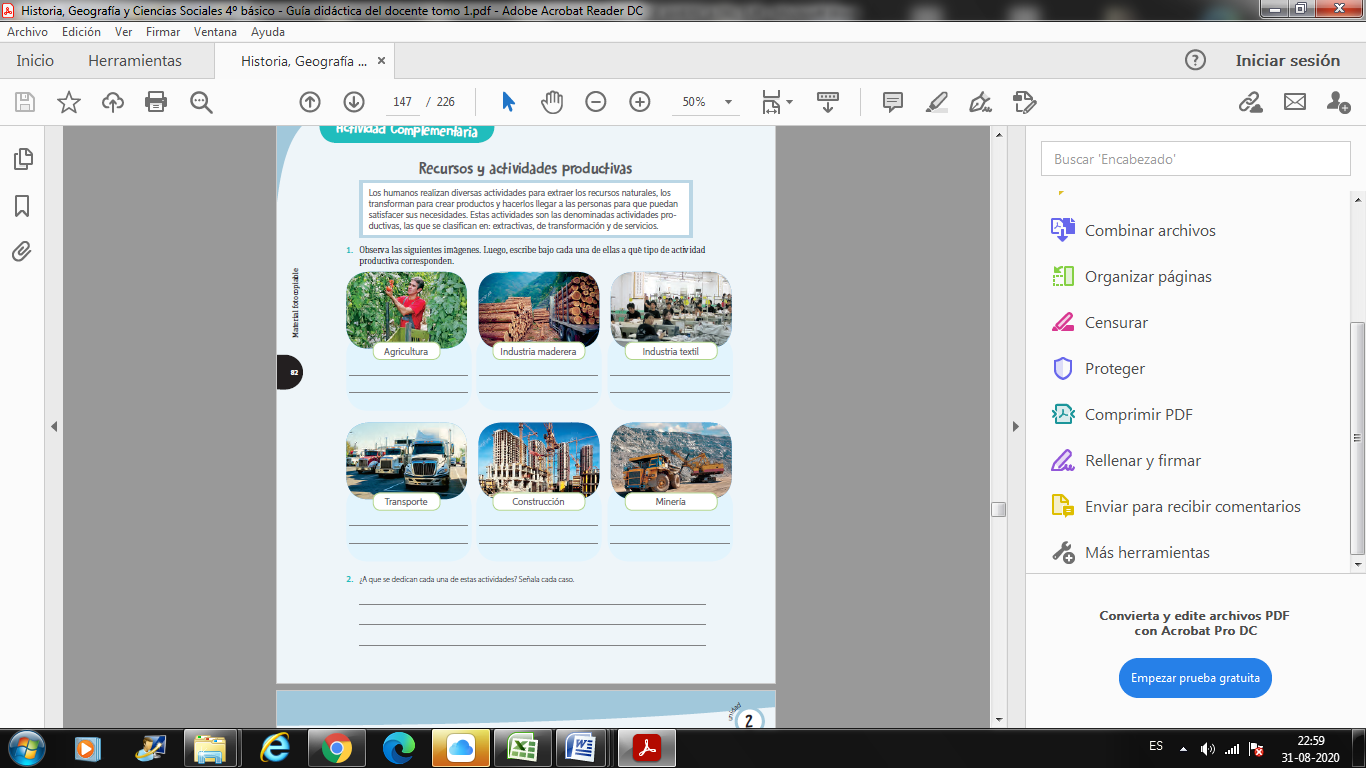 Historia, Geografía y Ciencias Sociales 4º básico - Guía didáctica del docente tomo 1.pdf - Adobe Acrobat Reader DC
Archivo Edición Ver Firmar Ventana Ayuda
Inicio Herramientas Historia, Geografía ... × Iniciar sesión
147 / 226 50%
Actividad Complementaria
Recursos y actividades productivas
Los humanos realizan diversas actividades para extraer los recursos naturales, los
transforman para crear productos y hacerlos llegar a las personas para que puedan
satisfacer sus necesidades. Estas actividades son las denominadas actividades pro-
ductivas, las que se clasifican en: extractivas, de transformación y de servicios.
1. Observa las siguientes imágenes. Luego, escribe bajo cada una de ellas a qué tipo de actividad
productiva corresponden.
Material fotocopiable
82
Agricultura Industria maderera Industria textil
Transporte Construcción Minería
2. ¿A que se dedican cada una de estas actividades? Señala cada caso.
Unidad
2
Buscar 'Encabezado'
Combinar archivos
Organizar páginas
Censurar
Proteger
Comprimir PDF
Rellenar y firmar
Enviar para recibir comentarios
Más herramientas
Convierta y edite archivos PDF
con Acrobat Pro DC
Empezar prueba gratuita
ES 22:59
31-08-2020